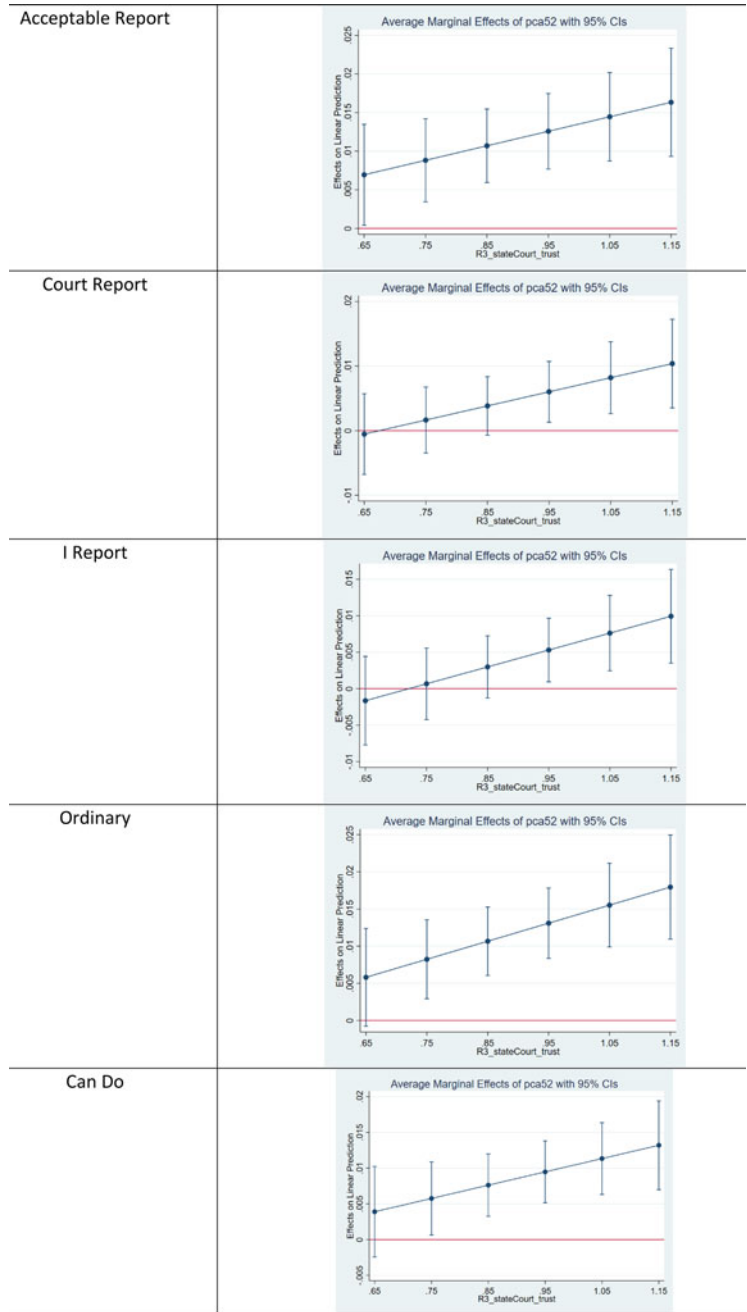 Acceptable Report
Average Marginal Effects of pca52 with 95% CIs
Effects on Linear Prediction
.025
.02
.015
.01
.005
0
.65 .75 .85 .95 1.05 1.15
R3_stateCourt_trust
Court Report
Average Marginal Effects of pca52 with 95% CIs
Effects on Linear Prediction
.02
.01
0
-.01
.65 .75 .85 .95 1.05 1.15
R3_stateCourt_trust
I Report
Average Marginal Effects of pca52 with 95% CIs
Effects on Linear Prediction
.015
.01
.005
0
-.005
-.01
.65 .75 .85 .95 1.05 1.15
R3_stateCourt_trust
Ordinary
Average Marginal Effects of pca52 with 95% CIs
Effects on Linear Prediction
.025
.02
.015
.01
.005
0
.65 .75 .85 .95 1.05 1.15
R3_stateCourt_trust
Can Do
Average Marginal Effects of pca52 with 95% CIs
Effects on Linear Prediction
.02
.015
.01
.005
0
-.005
.65 .75 .85 .95 1.05 1.15
R3_stateCourt_trust